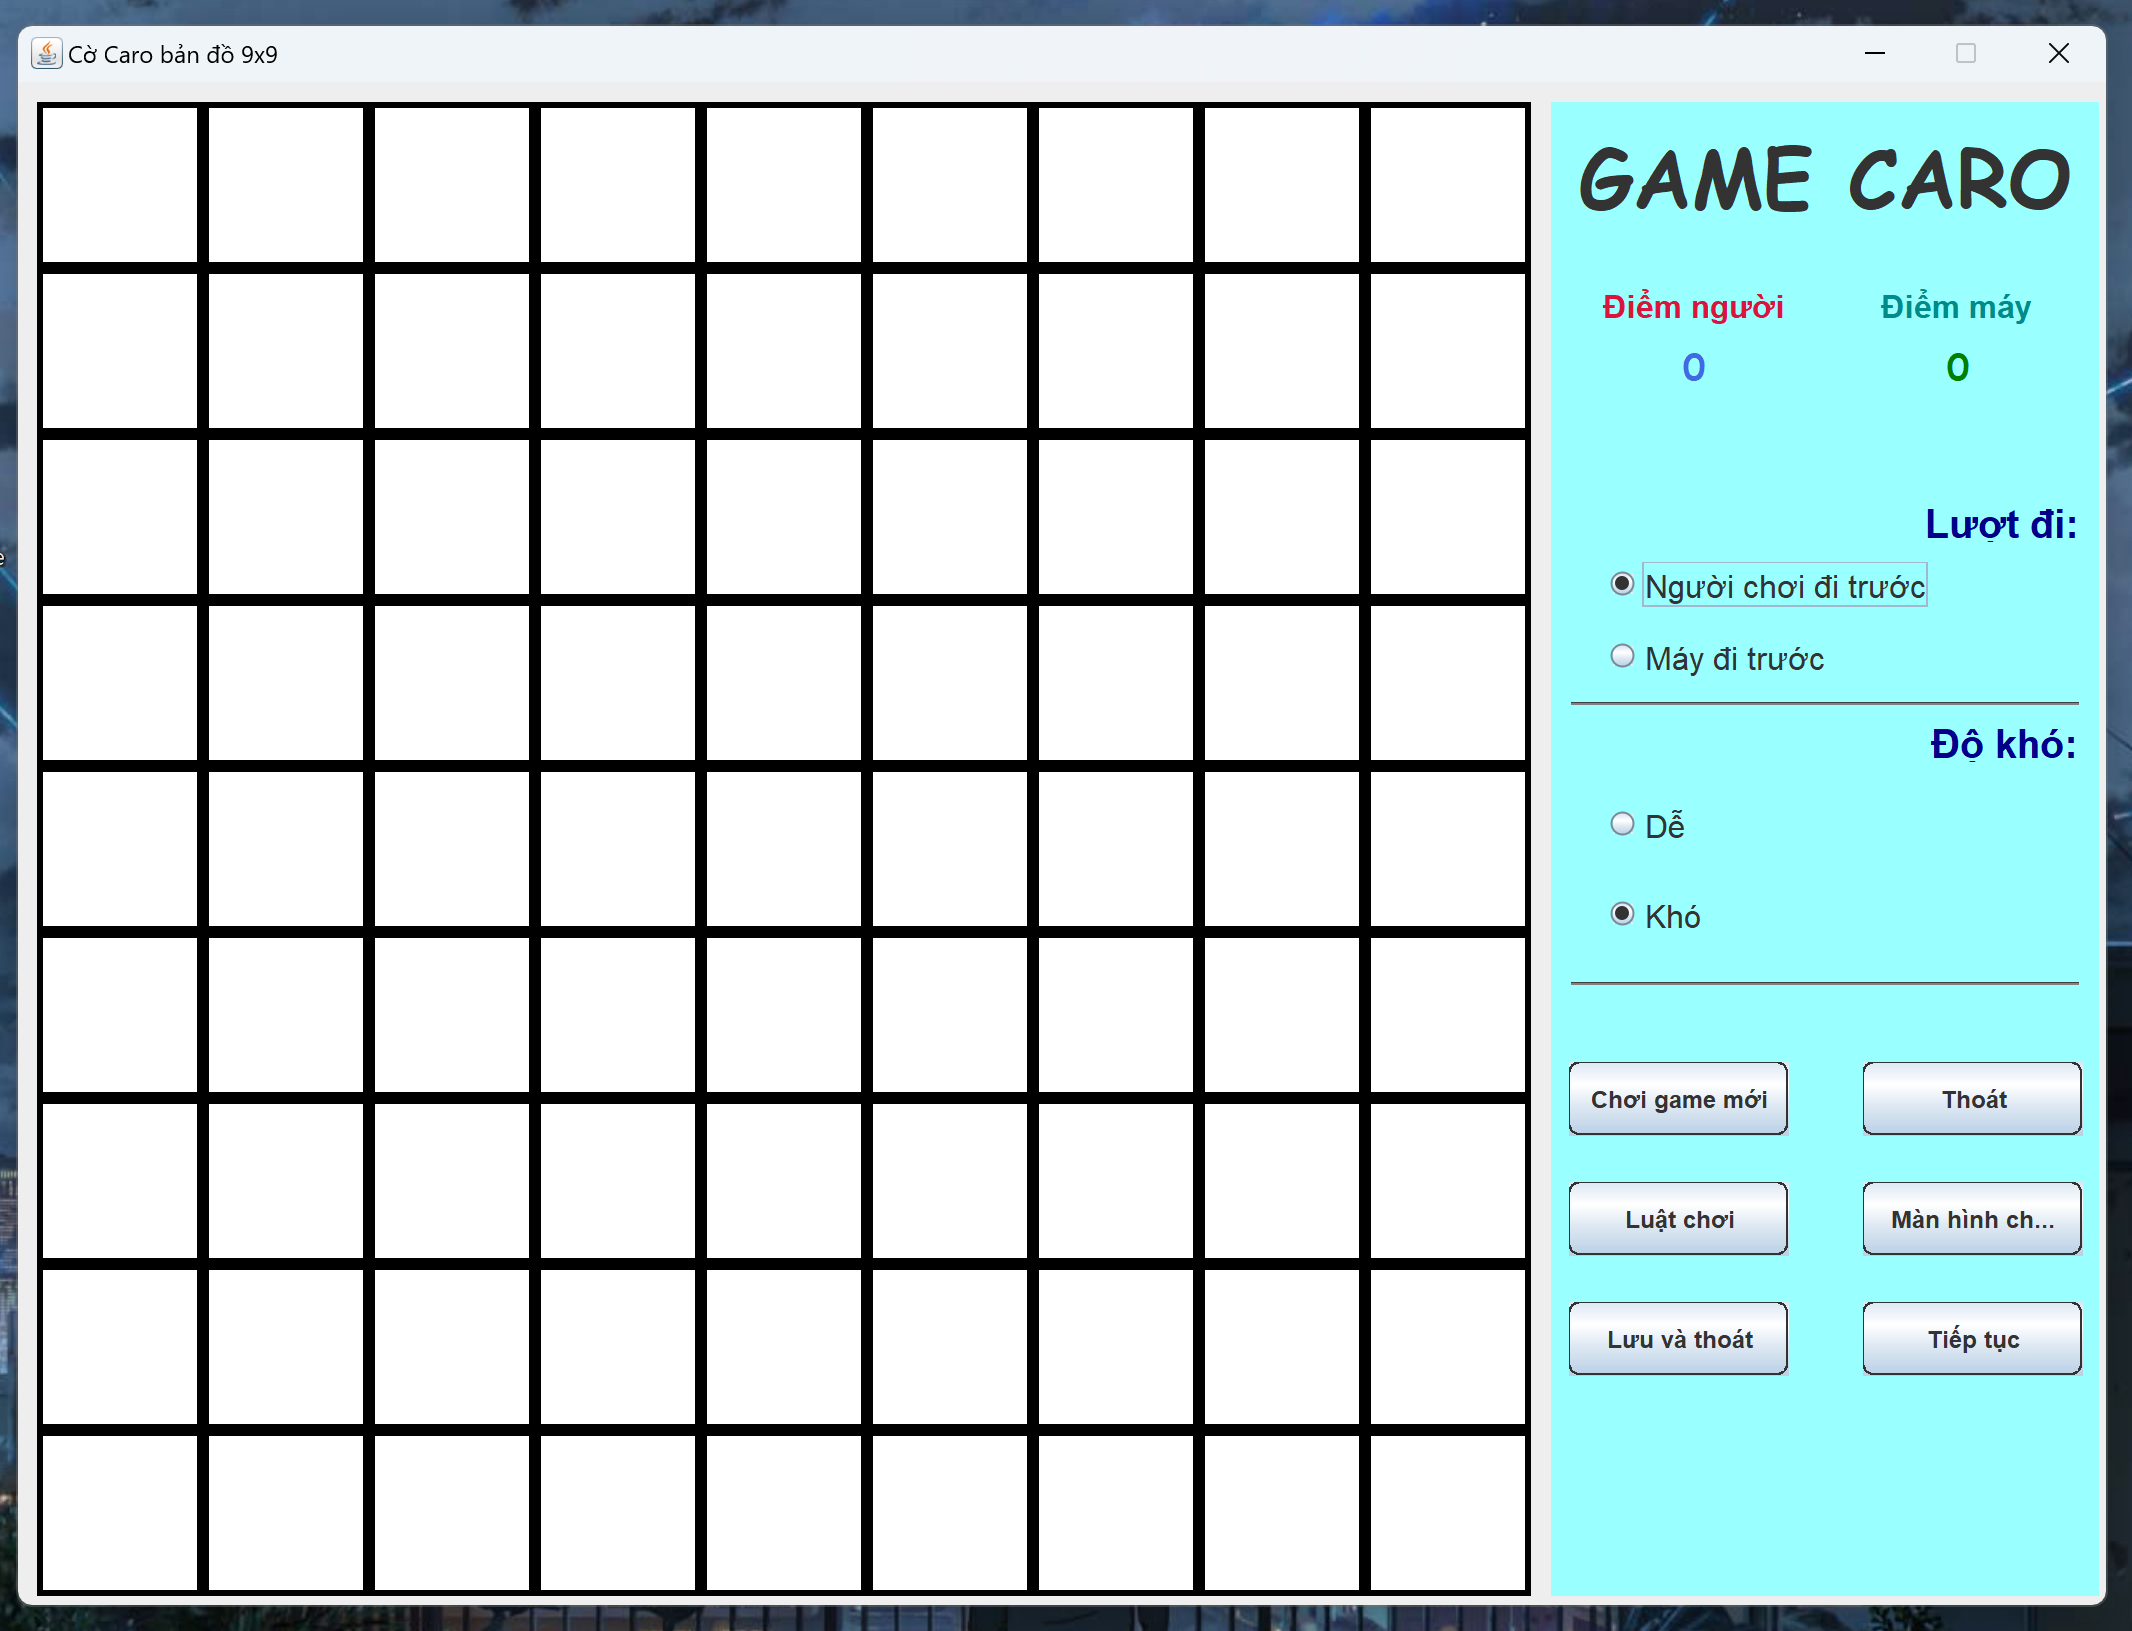 Cờ Caro bản đồ 9x9
GAME CARO
Điểm người Điểm máy
0 0
Lượt đi:
Người chơi đi trước
Máy đi trước
Độ khó:
Dễ
Khó
Chơi game mới Thoát
Luật chơi Màn hình ch...
Lưu và thoát Tiếp tục